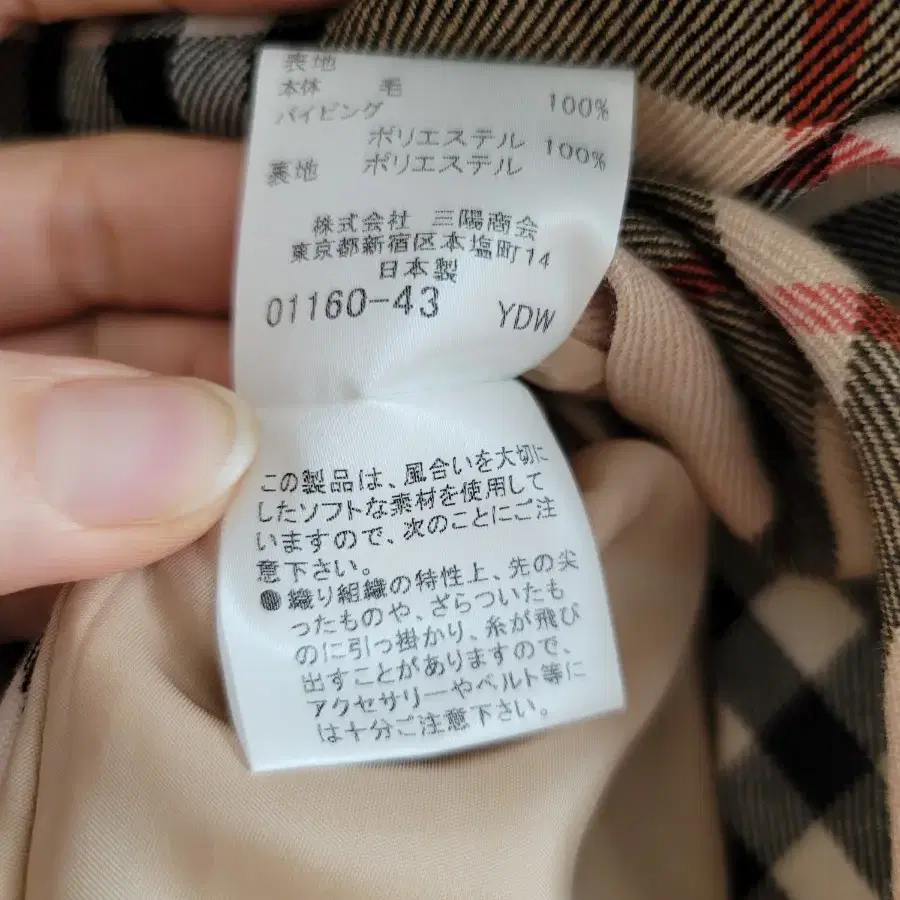 表地
本体 毛 100%
パイピング
ポリエステル 100%
裏地 ポリエステル
株式会社 三陽商会
東京都新宿区本塩町14
日本製
01160-43 YDW
この製品は、風合いを大切に
したソフトな素材を使用して
いますので、次のことにご注
意下さい。
●織り組織の特性上、先の尖
ったものや、ざらついたも
のに引っ掛かり、糸が飛び
出すことがありますので、
アクセサリーやベルト等に
は十分ご注意下さい。